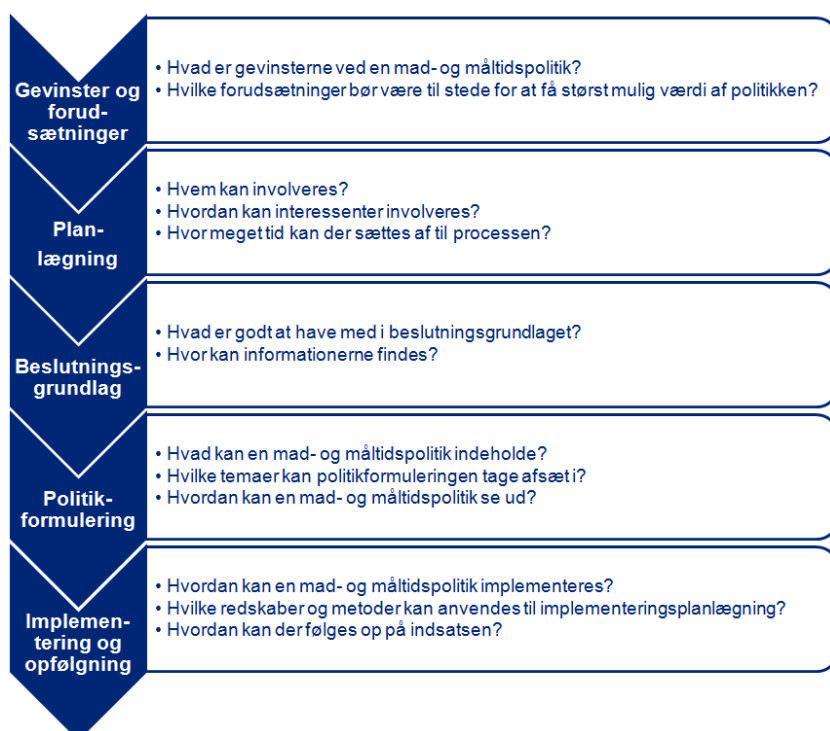 Gevinster og
forud-
sætninger
• Hvad er gevinsterne ved en mad- og måltidspolitik?
• Hvilke forudsætninger bør være til stede for at få størst mulig værdi af politikken?
Plan-
lægning
• Hvem kan involveres?
• Hvordan kan interessenter involveres?
• Hvor meget tid kan der sættes af til processen?
Beslutnings-
grundlag
• Hvad er godt at have med i beslutningsgrundlaget?
• Hvor kan informationerne findes?
Politik-
formulering
• Hvad kan en mad- og måltidspolitik indeholde?
• Hvilke temaer kan politikformuleringen tage afsæt i?
• Hvordan kan en mad- og måltidspolitik se ud?
Implemen-
tering og
opfølgning
• Hvordan kan en mad- og måltidspolitik implementeres?
• Hvilke redskaber og metoder kan anvendes til implementeringsplanlægning?
• Hvordan kan der følges op på indsatsen?